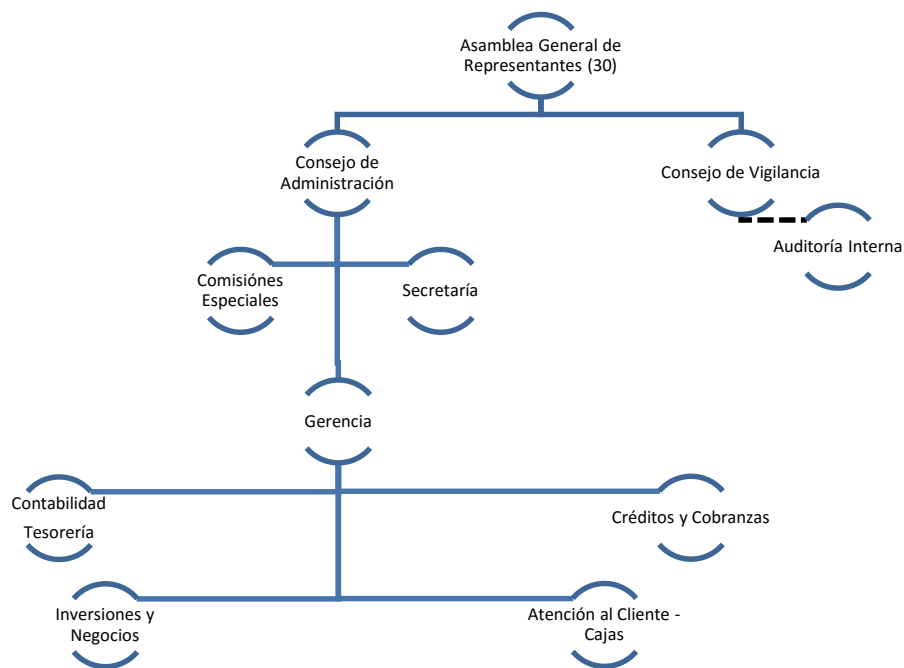 Asamblea General de
Representantes (30)
Consejo de
Administración
Consejo de Vigilancia
Auditoría Interna
Comisiónes
Especiales
Secretaría
Gerencia
Contabilidad
Tesorería
Créditos y Cobranzas
Inversiones y
Negocios
Atención al Cliente -
Cajas